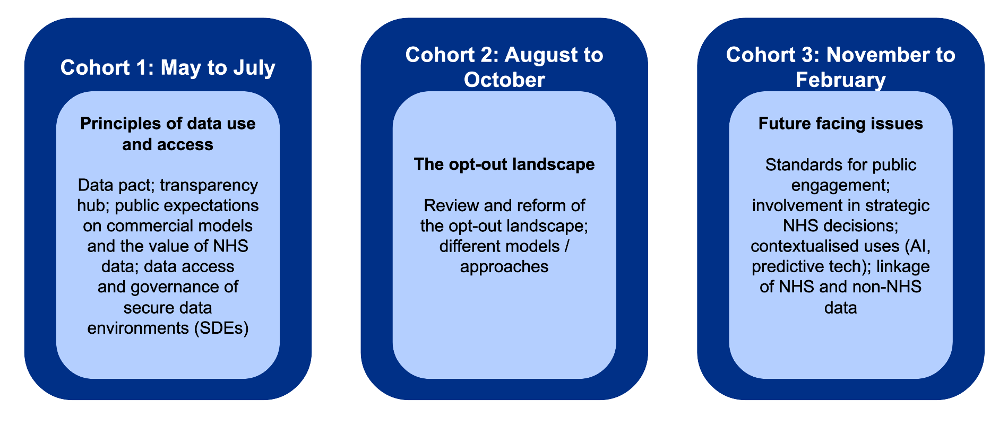 Cohort 1: May to July
Principles of data use
and access
Data pact; transparency
hub; public expectations
on commercial models
and the value of NHS
data; data access
and governance of
secure data
environments (SDEs)
Cohort 2: August to
October
The opt-out landscape
Review and reform of
the opt-out landscape;
different models /
approaches
Cohort 3: November to
February
Future facing issues
Standards for public
engagement;
involvement in strategic
NHS decisions;
contextualised uses (AI,
predictive tech); linkage
of NHS and non-NHS
data